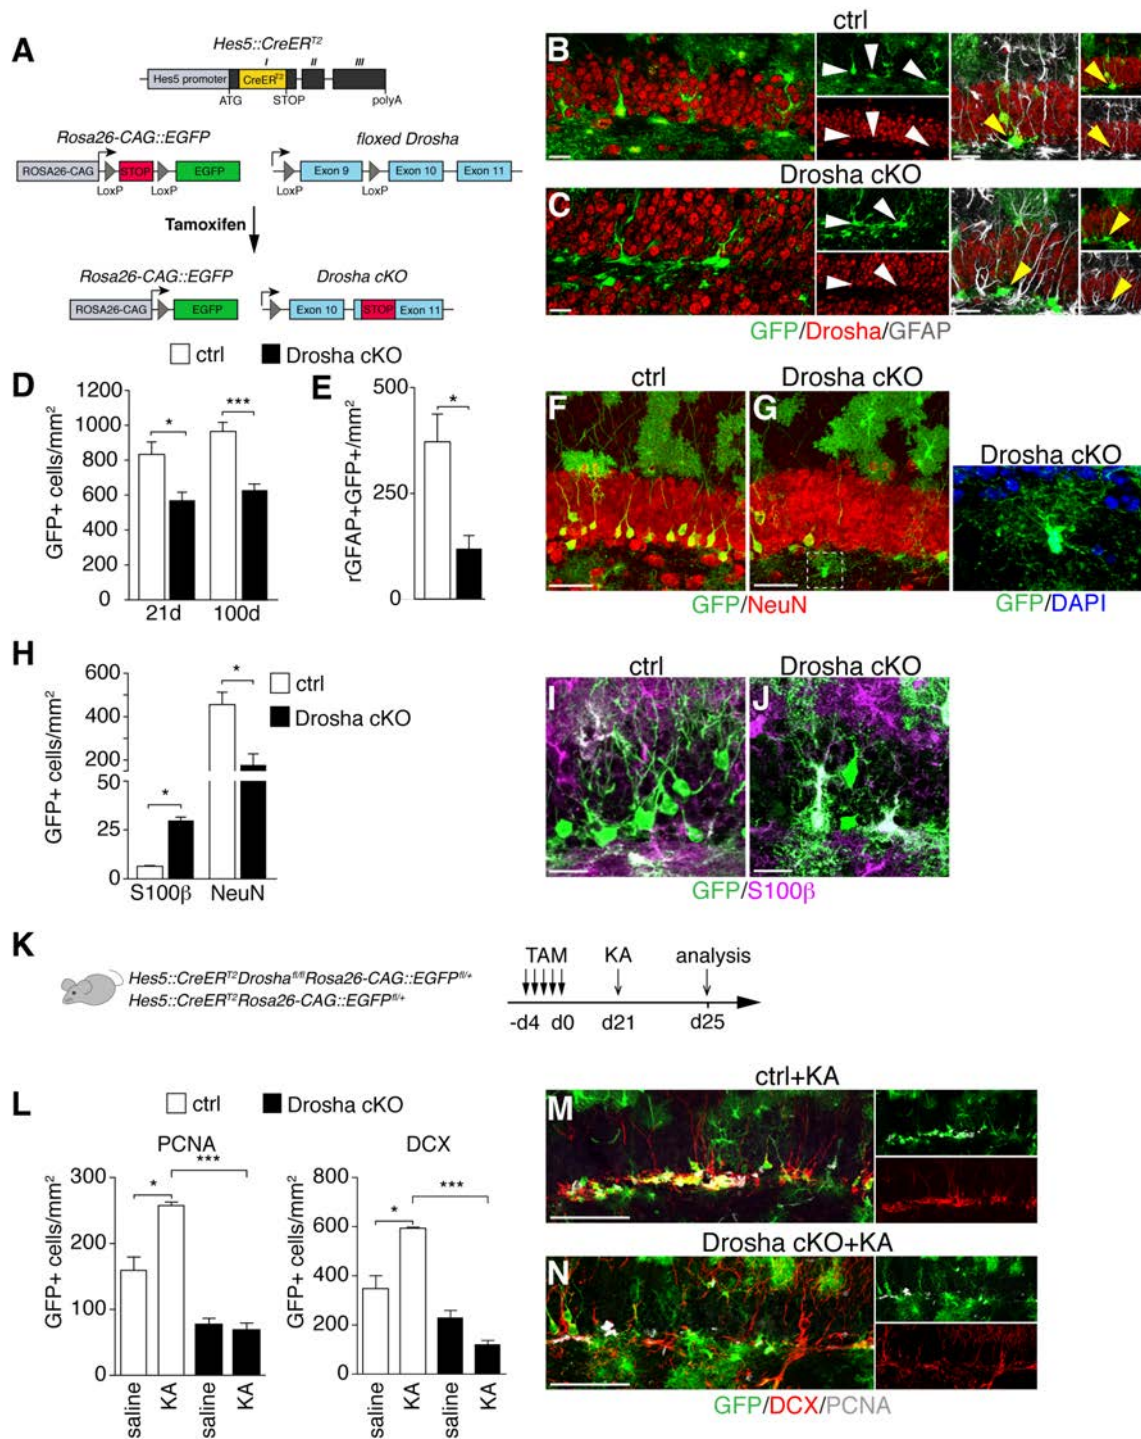 A
Hes5::CreER^T2
I II III
Hes5 promoter CreER^T2
ATG STOP polyA
Rosa26-CAG::EGFP floxed Drosha
ROSA26-CAG STOP EGFP Exon 9 Exon 10 Exon 11
LoxP LoxP LoxP LoxP
Tamoxifen
Rosa26-CAG::EGFP Drosha cKO
ROSA26-CAG EGFP Exon 10 STOP Exon 11
ctrl
B
Drosha cKO
C
GFP/Drosha/GFAP
ctrl Drosha cKO
D
GFP+ cells/mm²
1200
1000
800
600
400
200
0
* ***
21d 100d
E
rGFAP+GFP+/mm²
500
250
0
*
ctrl Drosha cKO
F G
Drosha cKO
GFP/NeuN
GFP/DAPI
H
GFP+ cells/mm²
600
400
200
50
25
0
* *
S100β NeuN
ctrl
Drosha cKO
ctrl Drosha cKO
I J
GFP/S100β
K
Hes5::CreER^T2Drosha^fl/flRosa26-CAG::EGFP^fl/+
Hes5::CreER^T2Rosa26-CAG::EGFP^fl/+
TAM KA analysis
-d4 d0 d21 d25
L
ctrl Drosha cKO
PCNA
GFP+ cells/mm²
300
200
100
0
* ***
saline KA saline KA
DCX
GFP+ cells/mm²
800
600
400
200
0
* ***
saline KA saline KA
ctrl+KA
M
Drosha cKO+KA
N
GFP/DCX/PCNA